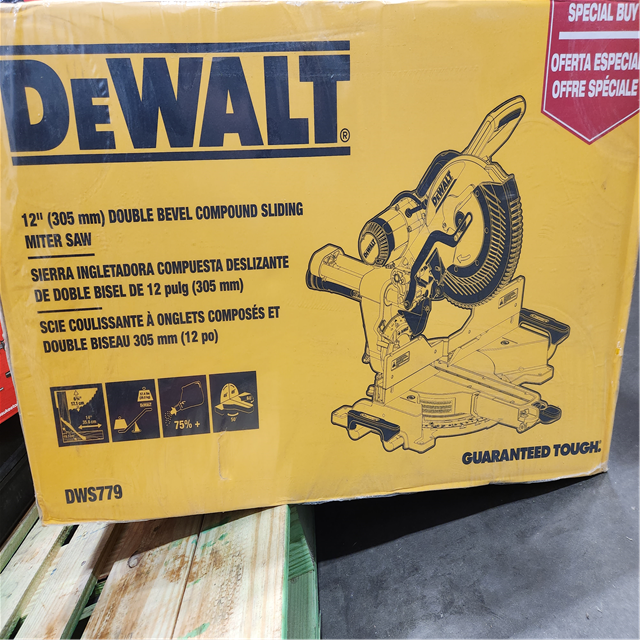 SPECIAL BUY
OFERTA ESPECIAL
OFFRE SPÉCIALE
DEWALT®
12" (305 mm) DOUBLE BEVEL COMPOUND SLIDING
MITER SAW
SIERRA INGLETADORA COMPUESTA DESLIZANTE
DE DOBLE BISEL DE 12 pulg (305 mm)
SCIE COULISSANTE À ONGLETS COMPOSÉS ET
DOUBLE BISEAU 305 mm (12 po)
DEWALT
DEWALT
75% +
DWS779
GUARANTEED TOUGH.